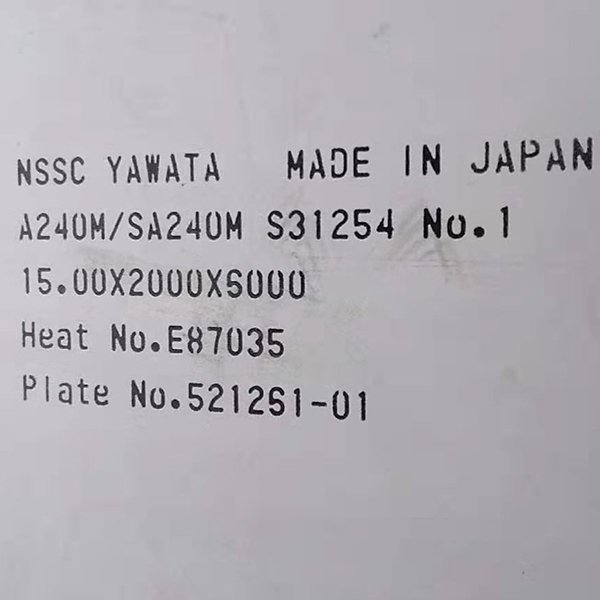 NSSC YAWATA MADE IN JAPAN
A240M/SA240M S31254 No.1
15.00X2000X6000
Heat No.E87035
Plate No.521261-01